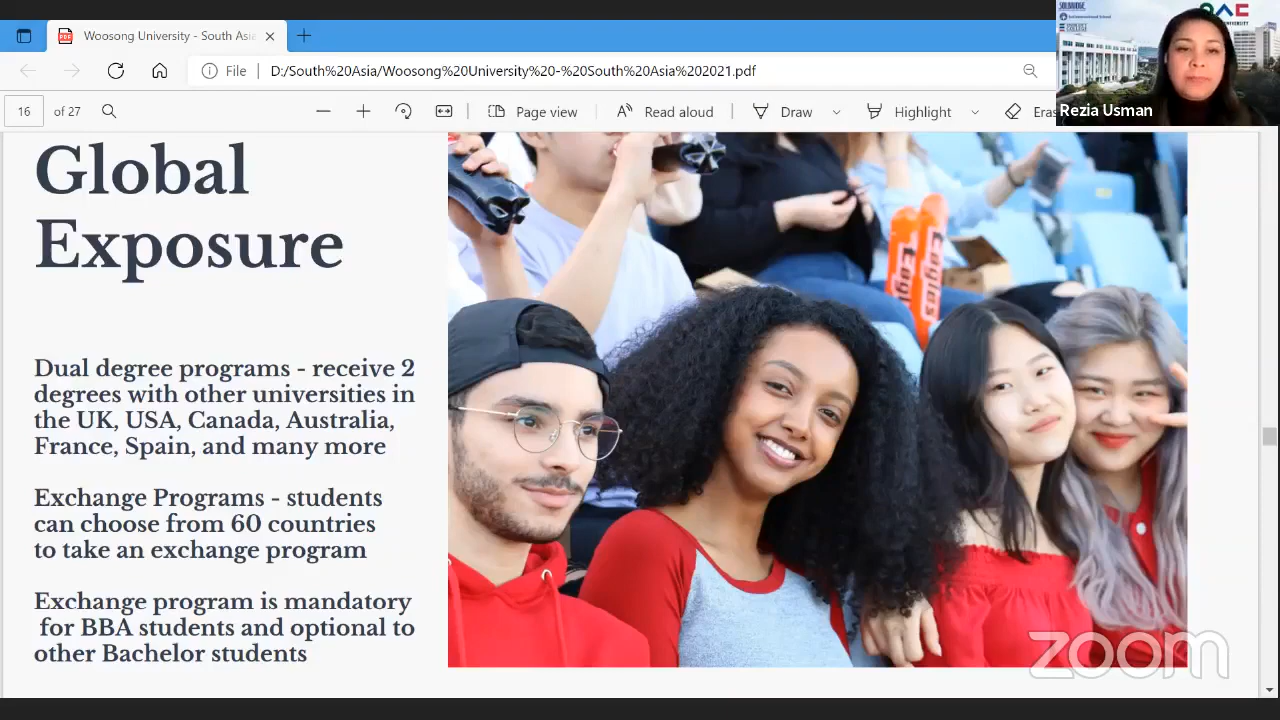 Woosong University - South Asia
File
D:/South%20Asia/Woosong%20University%20-%20South%20Asia%202021.pdf
16 of 27
Page view
Read aloud
Draw
Highlight
Eras
Rezia Usman
Global
Exposure
Dual degree programs - receive 2
degrees with other universities in
the UK, USA, Canada, Australia,
France, Spain, and many more
Exchange Programs - students
can choose from 60 countries
to take an exchange program
Exchange program is mandatory
for BBA students and optional to
other Bachelor students
Eagles
Eagles
zoom